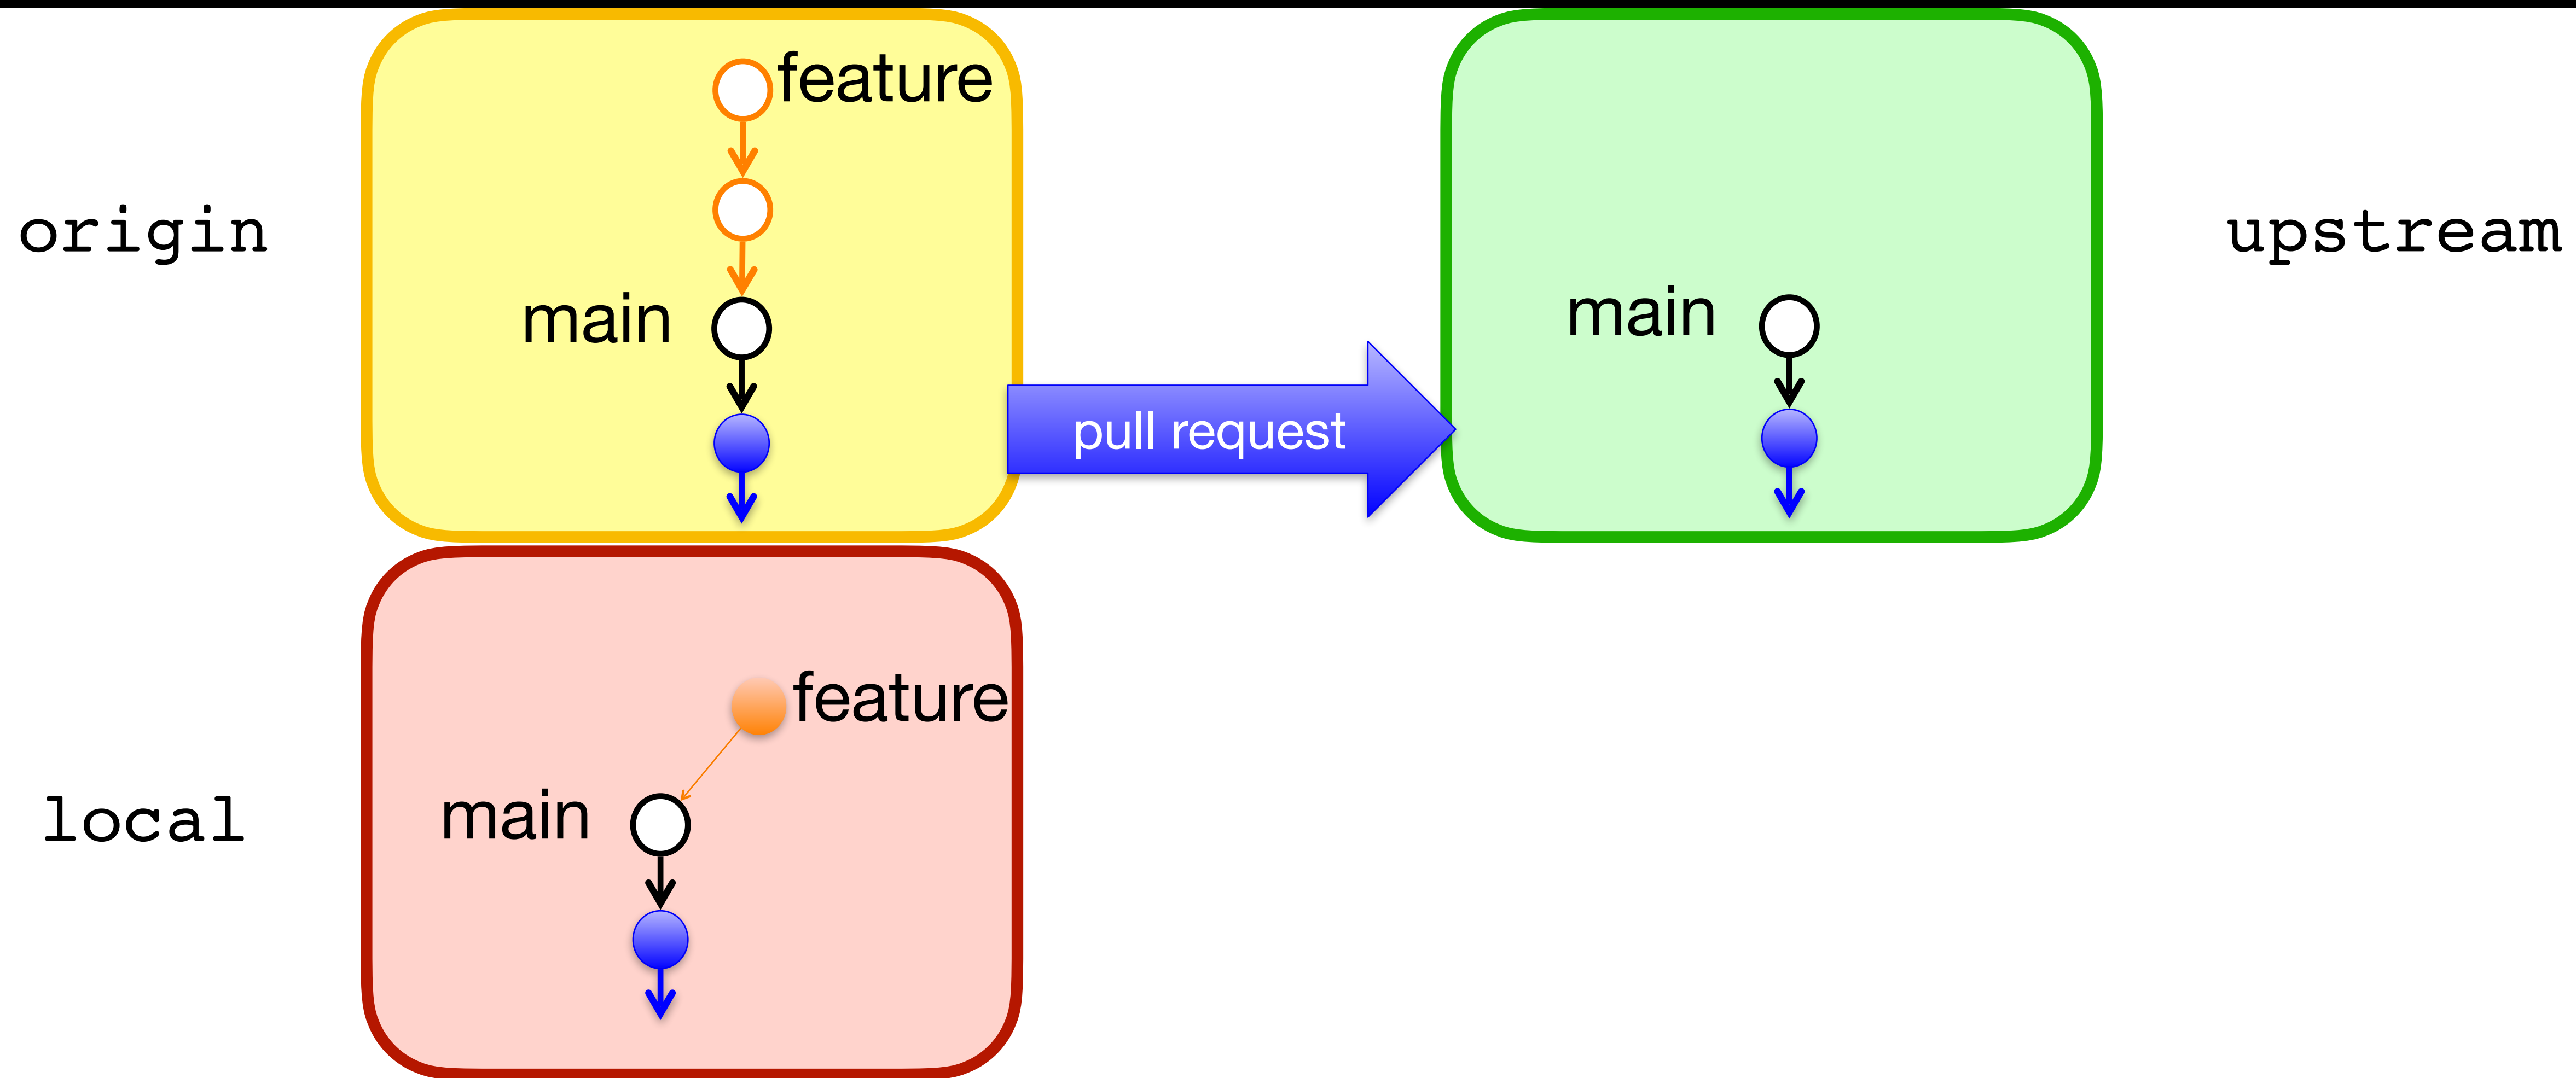 feature
origin
upstream
main
main
pull request
feature
local
main